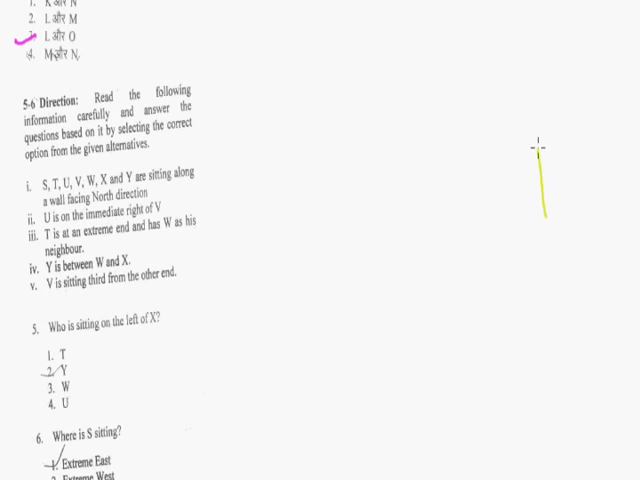 1. K और N
2. L और M
3. L और O
4. M और N
5-6 Direction: Read the following
information carefully and answer the
questions based on it by selecting the correct
option from the given alternatives.
i. S, T, U, V, W, X and Y are sitting along
a wall facing North direction
ii. U is on the immediate right of V
iii. T is at an extreme end and has W as his
neighbour.
iv. Y is between W and X.
v. V is sitting third from the other end.
5. Who is sitting on the left of X?
1. T
2. Y
3. W
4. U
6. Where is S sitting?
1. Extreme East
2. Extreme West